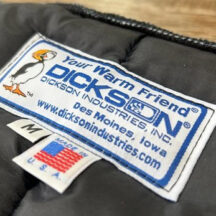 Your Warm Friend®
DICKSON
DICKSON INDUSTRIES, INC.
Des Moines, Iowa
www.dicksonindustries.com
M
MADE IN
U.S.A.